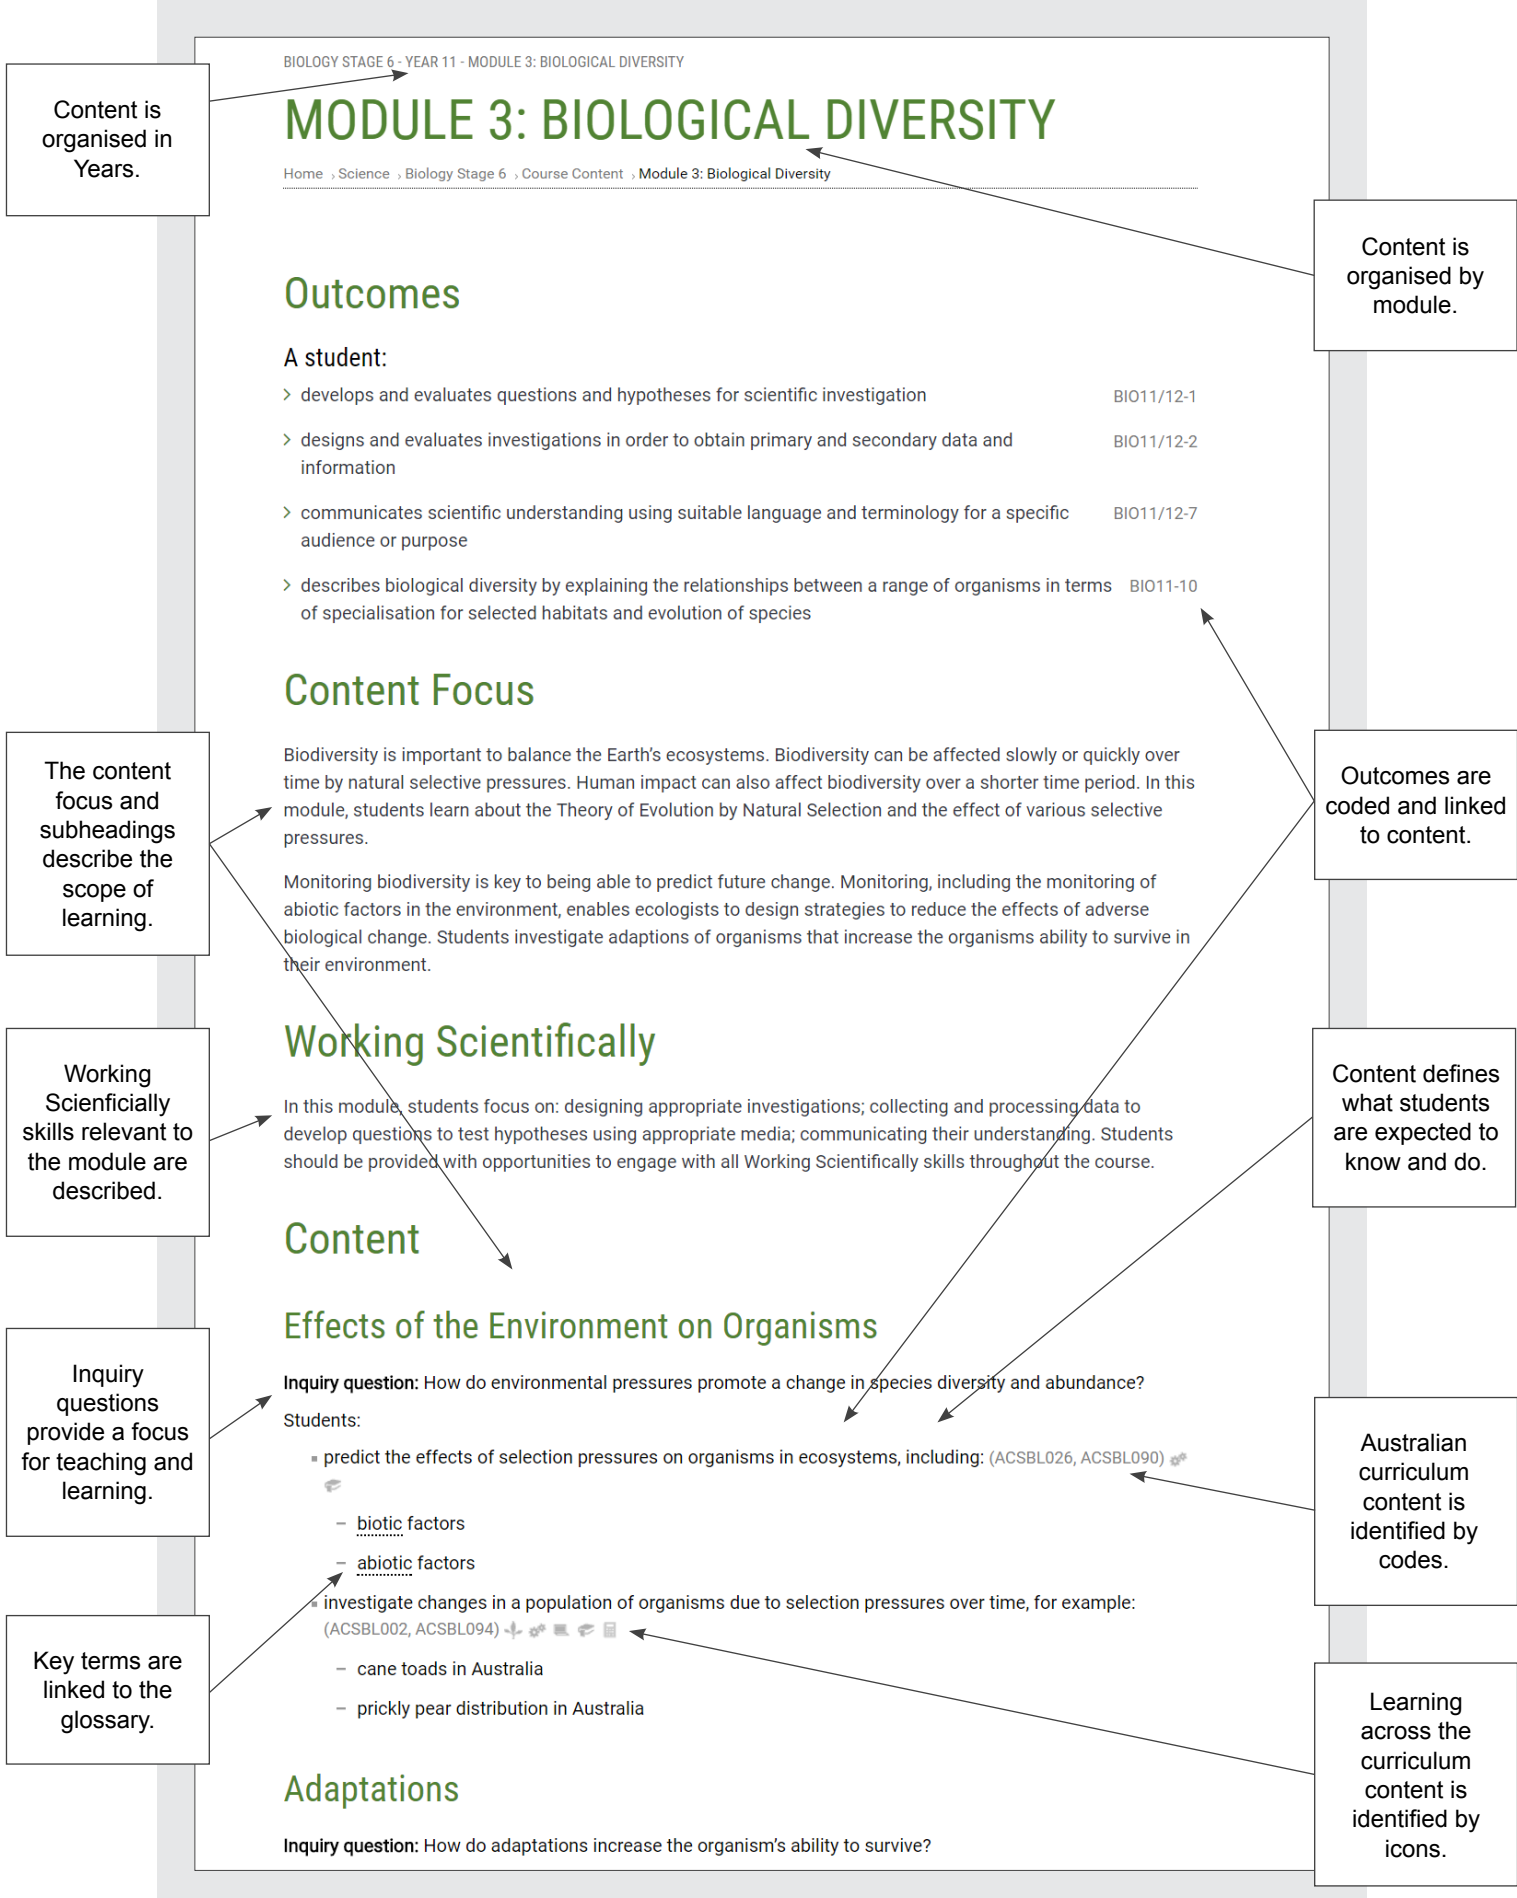 BIOLOGY STAGE 6 - YEAR 11 - MODULE 3: BIOLOGICAL DIVERSITY
MODULE 3: BIOLOGICAL DIVERSITY
Home › Science › Biology Stage 6 › Course Content › Module 3: Biological Diversity
Content is
organised in
Years.
Content is
organised by
module.
Outcomes
A student:
develops and evaluates questions and hypotheses for scientific investigation BIO11/12-1
designs and evaluates investigations in order to obtain primary and secondary data and BIO11/12-2
information
communicates scientific understanding using suitable language and terminology for a specific BIO11/12-7
audience or purpose
describes biological diversity by explaining the relationships between a range of organisms in terms BIO11-10
of specialisation for selected habitats and evolution of species
Content Focus
Biodiversity is important to balance the Earth's ecosystems. Biodiversity can be affected slowly or quickly over
time by natural selective pressures. Human impact can also affect biodiversity over a shorter time period. In this
module, students learn about the Theory of Evolution by Natural Selection and the effect of various selective
pressures.
Monitoring biodiversity is key to being able to predict future change. Monitoring, including the monitoring of
abiotic factors in the environment, enables ecologists to design strategies to reduce the effects of adverse
biological change. Students investigate adaptions of organisms that increase the organisms ability to survive in
their environment.
The content
focus and
subheadings
describe the
scope of
learning.
Outcomes are
coded and linked
to content.
Working Scientifically
In this module, students focus on: designing appropriate investigations; collecting and processing data to
develop questions to test hypotheses using appropriate media; communicating their understanding. Students
should be provided with opportunities to engage with all Working Scientifically skills throughout the course.
Working
Scienficially
skills relevant to
the module are
described.
Content defines
what students
are expected to
know and do.
Content
Effects of the Environment on Organisms
Inquiry question: How do environmental pressures promote a change in species diversity and abundance?
Students:
predict the effects of selection pressures on organisms in ecosystems, including: (ACSBL026, ACSBL090)
– biotic factors
– abiotic factors
investigate changes in a population of organisms due to selection pressures over time, for example:
(ACSBL002, ACSBL094)
– cane toads in Australia
– prickly pear distribution in Australia
Inquiry
questions
provide a focus
for teaching and
learning.
Australian
curriculum
content is
identified by
codes.
Key terms are
linked to the
glossary.
Learning
across the
curriculum
content is
identified by
icons.
Adaptations
Inquiry question: How do adaptations increase the organism's ability to survive?